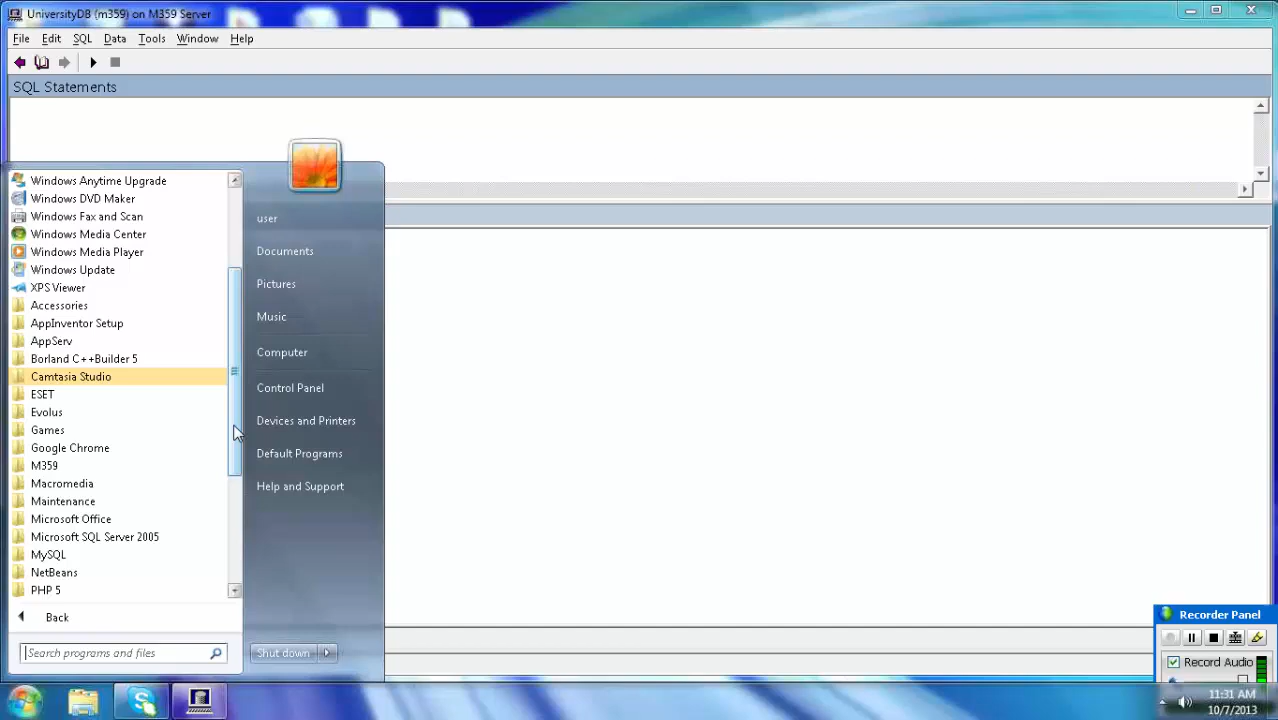 UniversityDB (m359) on M359 Server
File Edit SQL Data Tools Window Help
SQL Statements
Windows Anytime Upgrade
Windows DVD Maker
Windows Fax and Scan
Windows Media Center
Windows Media Player
Windows Update
XPS Viewer
Accessories
AppInventor Setup
AppServ
Borland C++Builder 5
Camtasia Studio
ESET
Evolus
Games
Google Chrome
M359
Macromedia
Maintenance
Microsoft Office
Microsoft SQL Server 2005
MySQL
NetBeans
PHP 5
Back
Search programs and files
user
Documents
Pictures
Music
Computer
Control Panel
Devices and Printers
Default Programs
Help and Support
Shut down
Recorder Panel
Record Audio
11:31 AM
10/7/2013